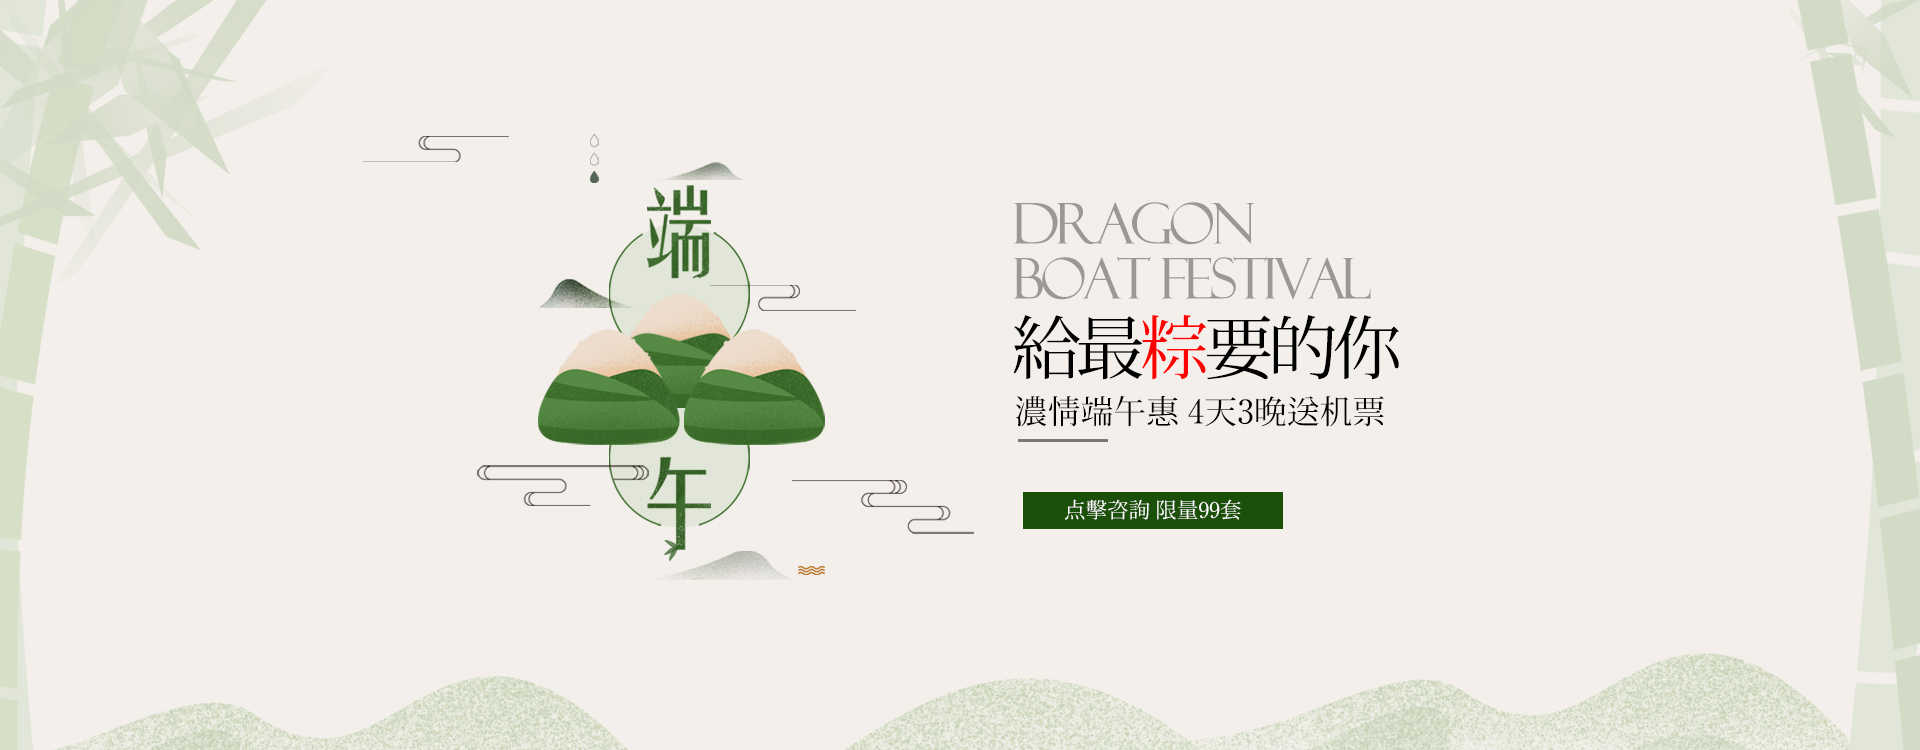 端
午
DRAGON
BOAT FESTIVAL
給最粽要的你
濃情端午惠 4天3晚送机票
点擊咨詢 限量99套